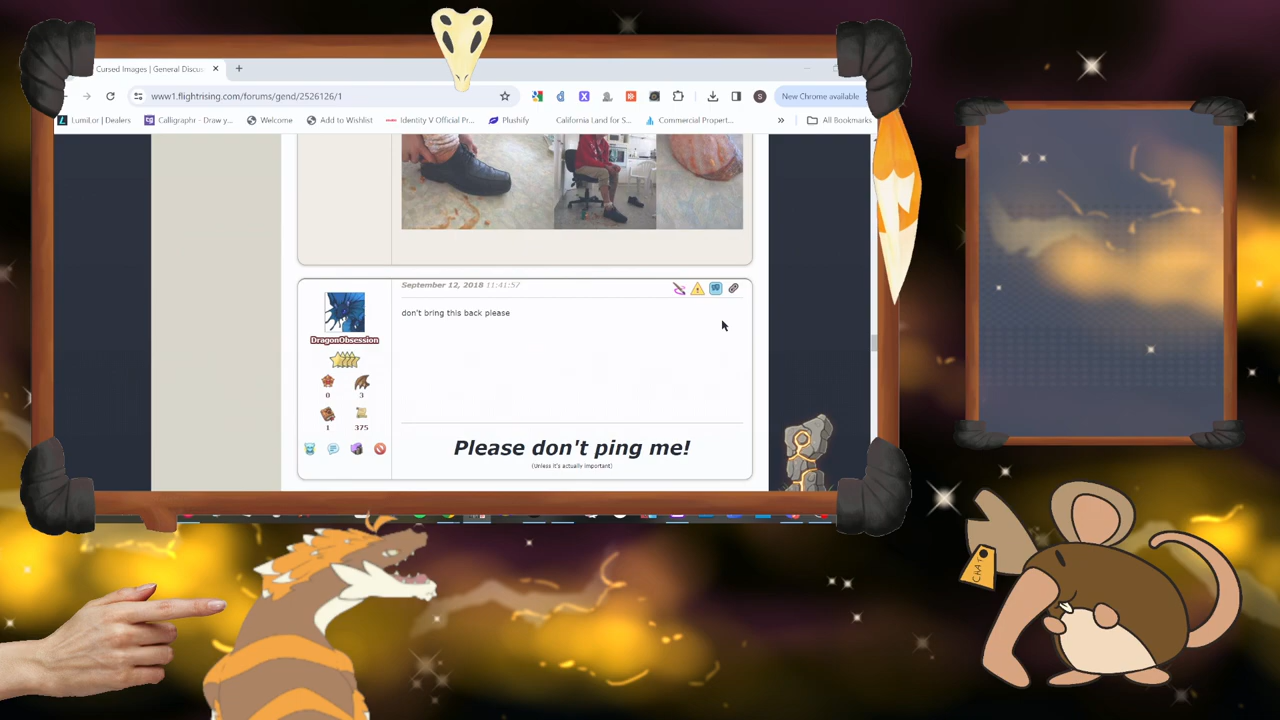 Cursed Images | General Discu
New Chrome available
www1.flightrising.com/forums/gend/2526126/1
LumiLor | Dealers
Calligraphr - Draw y...
Welcome
Add to Wishlist
Identity V Official Pr...
Plashify
California Land for S...
Commercial Propert...
»
All Bookmarks
September 12, 2018 11:41:57
don't bring this back please
DragonObsession
0
3
1
375
Please don't ping me!
(Unless it's actually important)
CHAT